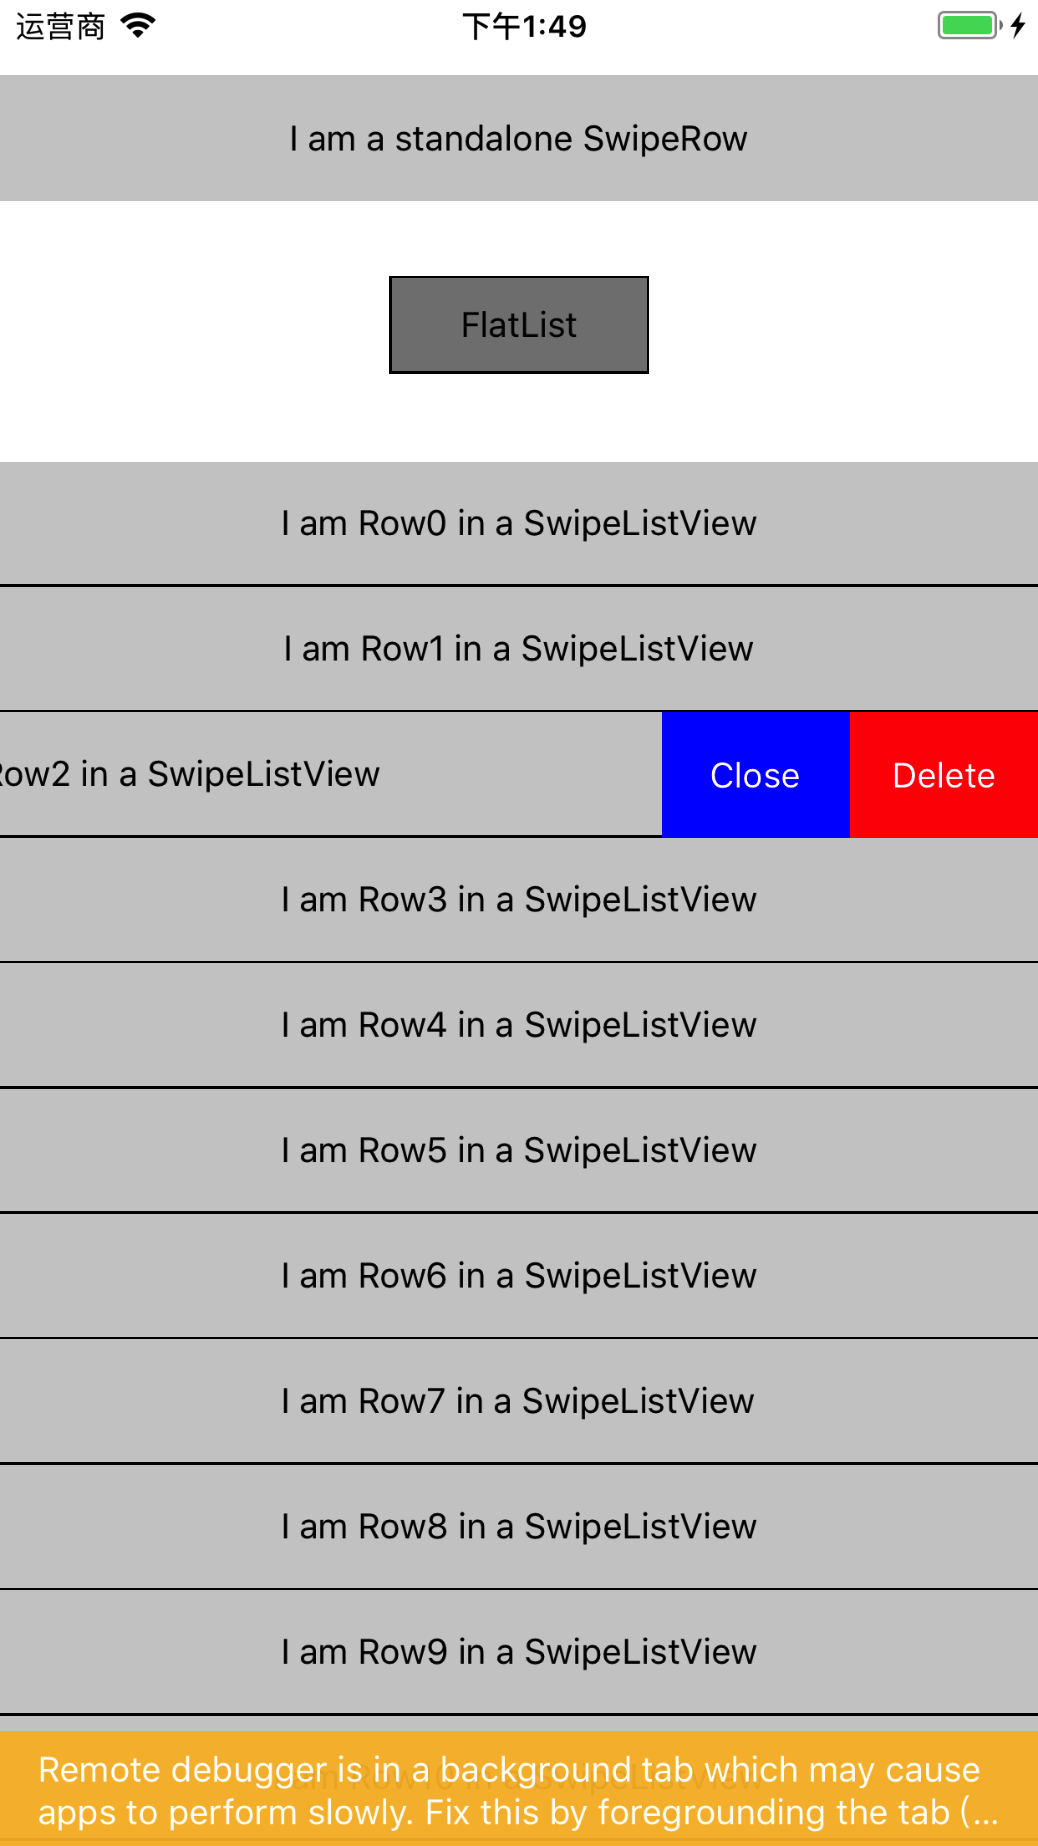 运营商
下午1:49
I am a standalone SwipeRow
FlatList
I am Row0 in a SwipeListView
I am Row1 in a SwipeListView
Row2 in a SwipeListView
Close
Delete
I am Row3 in a SwipeListView
I am Row4 in a SwipeListView
I am Row5 in a SwipeListView
I am Row6 in a SwipeListView
I am Row7 in a SwipeListView
I am Row8 in a SwipeListView
I am Row9 in a SwipeListView
Remote debugger is in a background tab which may cause
apps to perform slowly. Fix this by foregrounding the tab (...